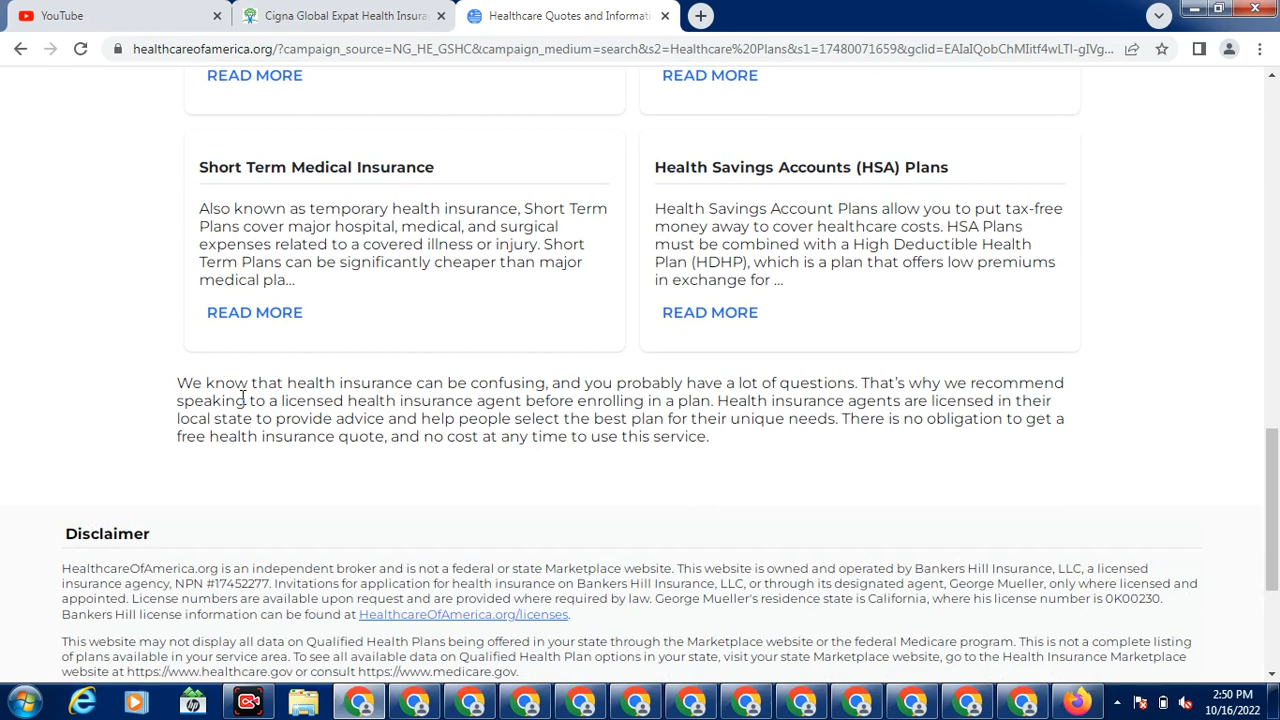 YouTube
Cigna Global Expat Health Insura
Healthcare Quotes and Informati
healthcareofamerica.org/?campaign_source=NG_HE_GSHC&campaign_medium=search&s2=Healthcare%20Plans&s1=17480071659&gclid=EAIaIQobChMIitf4wLTl-gIVg...
READ MORE
READ MORE
Short Term Medical Insurance
Also known as temporary health insurance, Short Term
Plans cover major hospital, medical, and surgical
expenses related to a covered illness or injury. Short
Term Plans can be significantly cheaper than major
medical pla...
READ MORE
Health Savings Accounts (HSA) Plans
Health Savings Account Plans allow you to put tax-free
money away to cover healthcare costs. HSA Plans
must be combined with a High Deductible Health
Plan (HDHP), which is a plan that offers low premiums
in exchange for ...
READ MORE
We know that health insurance can be confusing, and you probably have a lot of questions. That's why we recommend
speaking to a licensed health insurance agent before enrolling in a plan. Health insurance agents are licensed in their
local state to provide advice and help people select the best plan for their unique needs. There is no obligation to get a
free health insurance quote, and no cost at any time to use this service.
Disclaimer
HealthcareOfAmerica.org is an independent broker and is not a federal or state Marketplace website. This website is owned and operated by Bankers Hill Insurance, LLC, a licensed
insurance agency, NPN #17452277. Invitations for application for health insurance on Bankers Hill Insurance, LLC, or through its designated agent, George Mueller, only where licensed and
appointed. License numbers are available upon request and are provided where required by law. George Mueller's residence state is California, where his license number is 0K00230.
Bankers Hill license information can be found at HealthcareOfAmerica.org/licenses.
This website may not display all data on Qualified Health Plans being offered in your state through the Marketplace website or the federal Medicare program. This is not a complete listing
of plans available in your service area. To see all available data on Qualified Health Plan options in your state, visit your state Marketplace website, go to the Health Insurance Marketplace
website at https://www.healthcare.gov or consult https://www.medicare.gov.
2:50 PM
10/16/2022